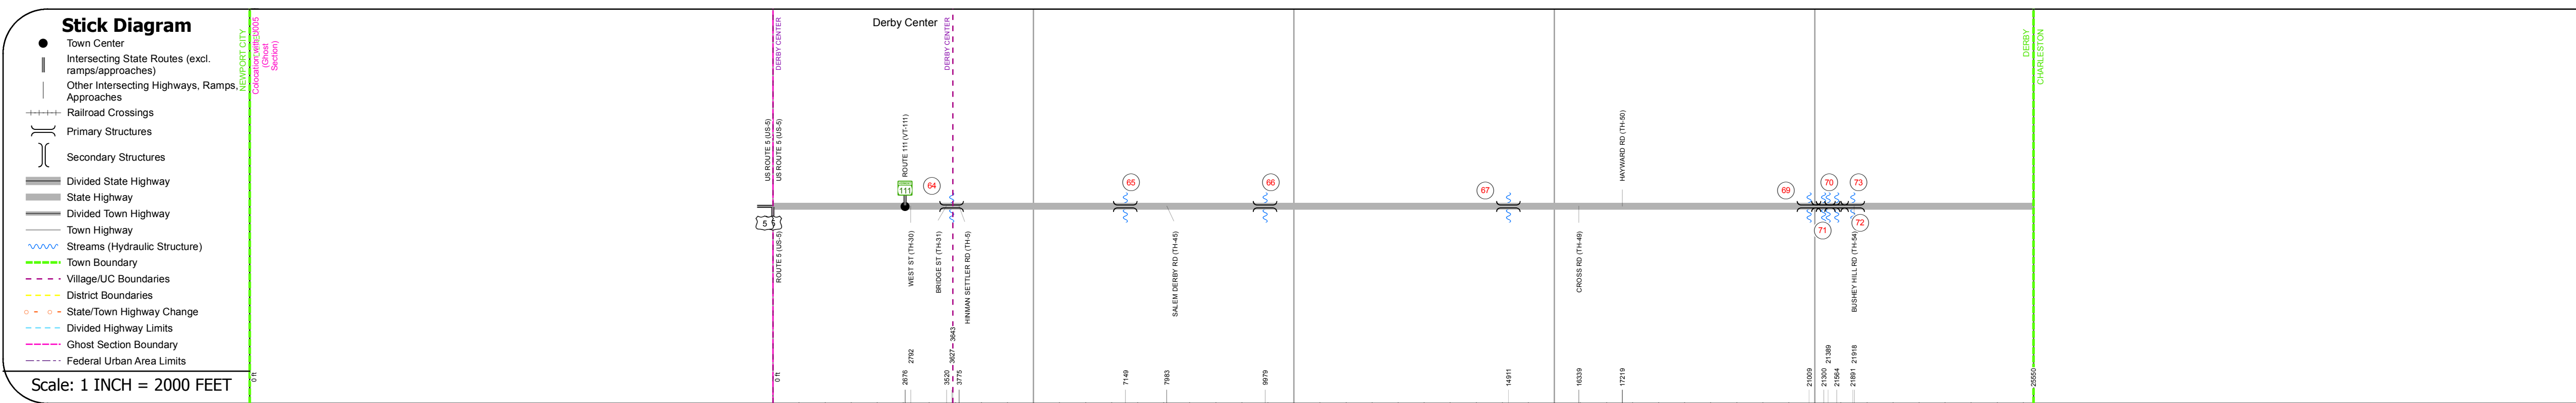 Stick Diagram
Town Center
Intersecting State Routes (excl.
ramps/approaches)
Other Intersecting Highways, Ramps,
Approaches
Railroad Crossings
Primary Structures
Secondary Structures
Divided State Highway
State Highway
Divided Town Highway
Town Highway
Streams (Hydraulic Structure)
Town Boundary
Village/UC Boundaries
District Boundaries
State/Town Highway Change
Divided Highway Limits
Ghost Section Boundary
Federal Urban Area Limits
Scale: 1 INCH = 2000 FEET
NEWPORT CITY
Colocation with U005
(Ghost
Section)
0 ft
DERBY CENTER
US ROUTE 5 (US-5)
US ROUTE 5 (US-5)
5
5
ROUTE 5 (US-5)
0 ft
Derby Center
ROUTE 111 (VT-111)
111
2676
WEST ST (TH-30)
2792
DERBY CENTER
64
BRIDGE ST (TH-31)
3520
3627
3643
HINMAN SETTLER RD (TH-5)
3775
65
7149
SALEM DERBY RD (TH-45)
7983
66
9979
67
14911
CROSS RD (TH-49)
16339
HAYWARD RD (TH-50)
17219
69
21009
71
21300
70
21389
21564
73
72
21891
BUSHEY HILL RD (TH-54)
21918
DERBY
CHARLESTON
25550